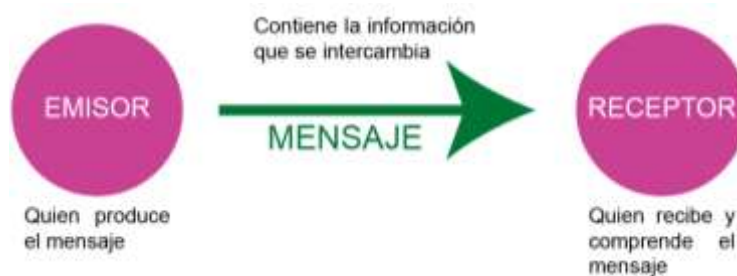 Contiene la información
que se intercambia
EMISOR
MENSAJE
RECEPTOR
Quien produce
el mensaje
Quien recibe y
comprende el
mensaje